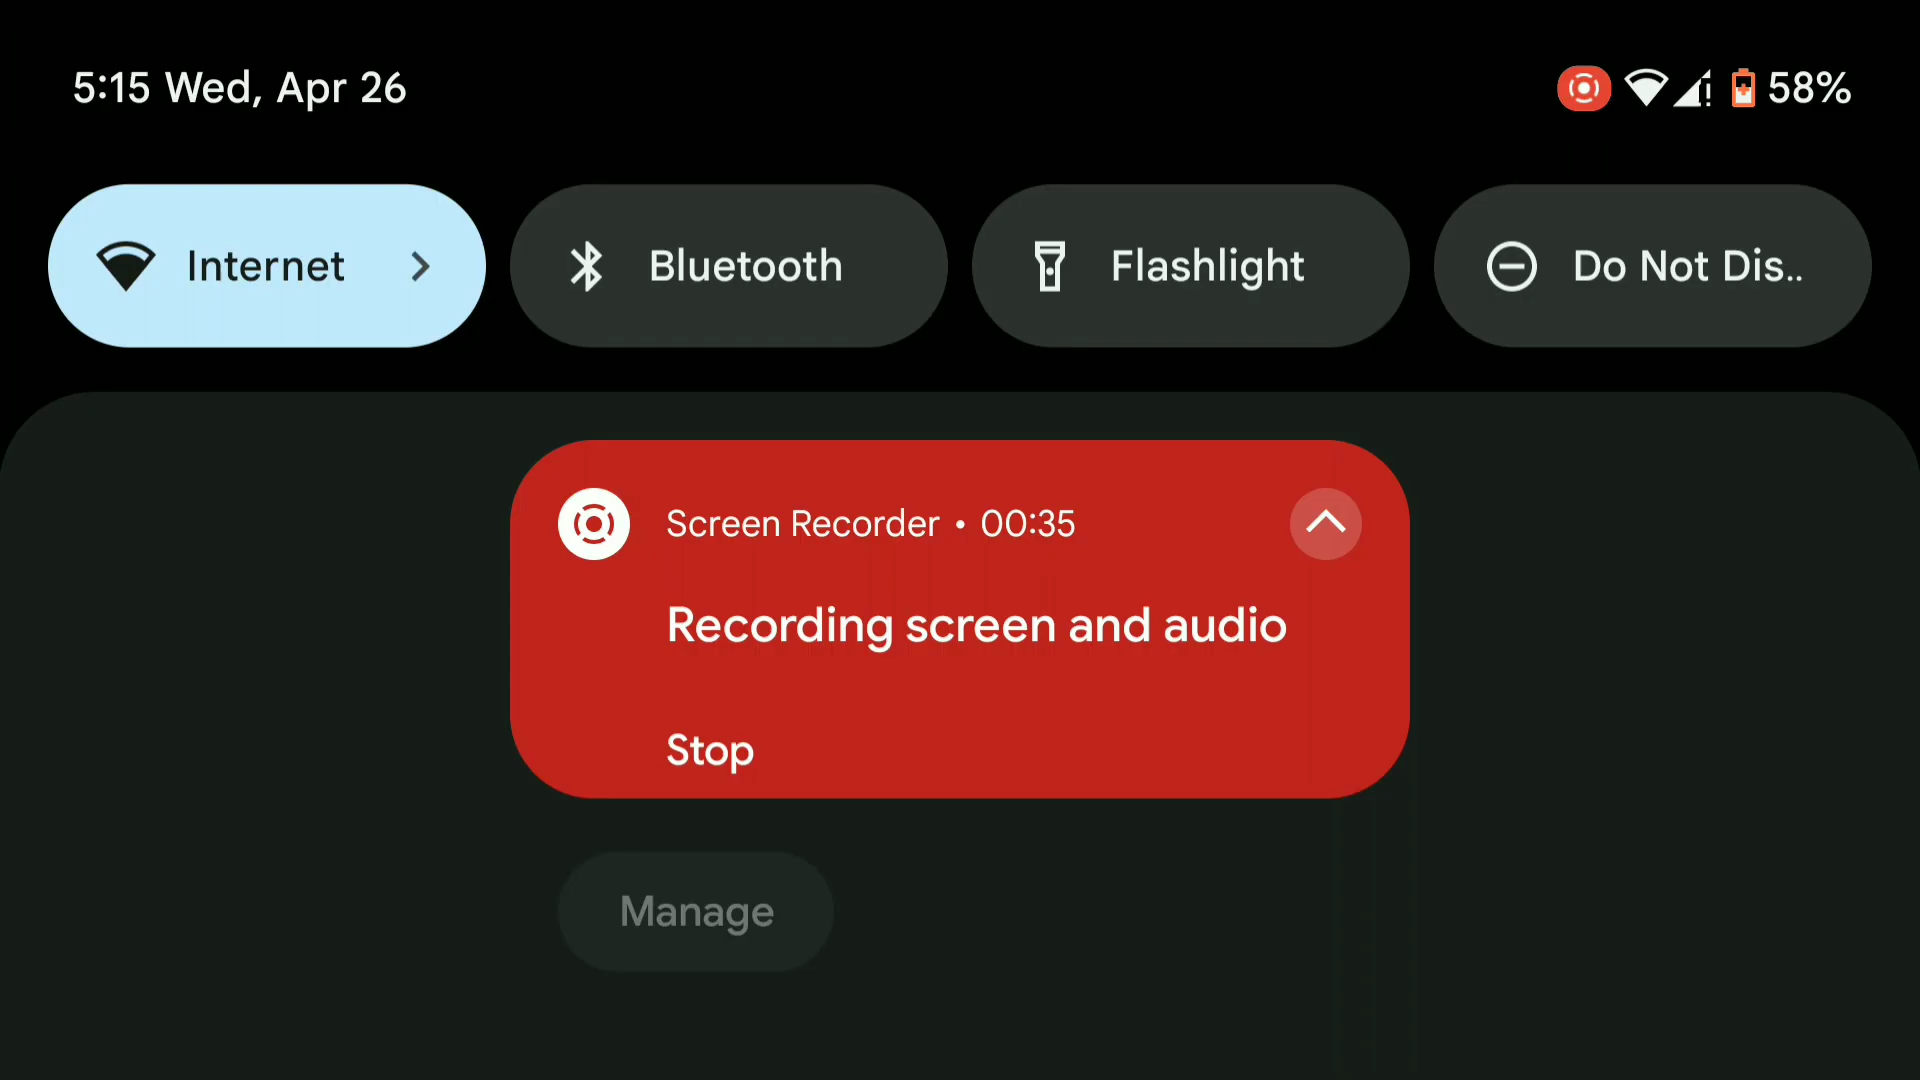 5:15 Wed, Apr 26
58%
Internet
Bluetooth
Flashlight
Do Not Dis..
Screen Recorder • 00:35
Recording screen and audio
Stop
Manage